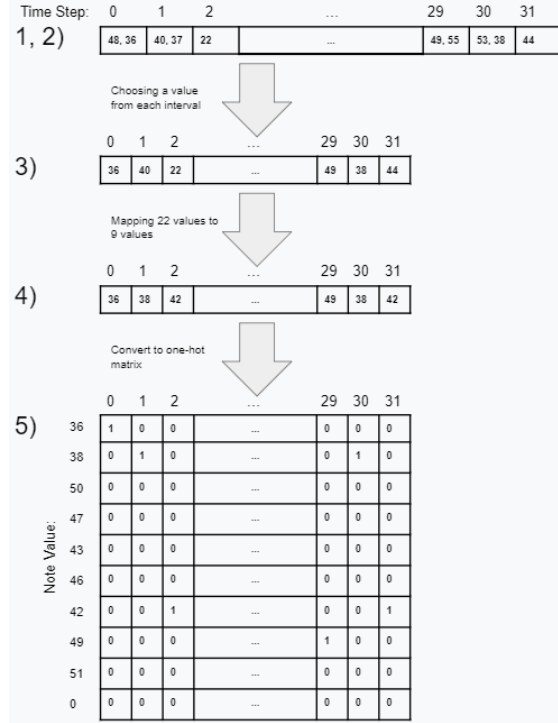 Time Step: 0 1 2 ... 29 30 31
1, 2) 48, 36 40, 37 22 ... 49, 55 53, 38 44
Choosing a value
from each interval
0 1 2 ... 29 30 31
3) 36 40 22 ... 49 38 44
Mapping 22 values to
9 values
0 1 2 ... 29 30 31
4) 36 38 42 ... 49 38 42
Convert to one-hot
matrix
0 1 2 ... 29 30 31
5) 36 1 0 0 ... 0 0 0
38 0 1 0 ... 0 1 0
50 0 0 0 ... 0 0 0
47 0 0 0 ... 0 0 0
Note Value:
43 0 0 0 ... 0 0 0
46 0 0 0 ... 0 0 0
42 0 0 1 ... 0 0 1
49 0 0 0 ... 1 0 0
51 0 0 0 ... 0 0 0
0 0 0 0 ... 0 0 0